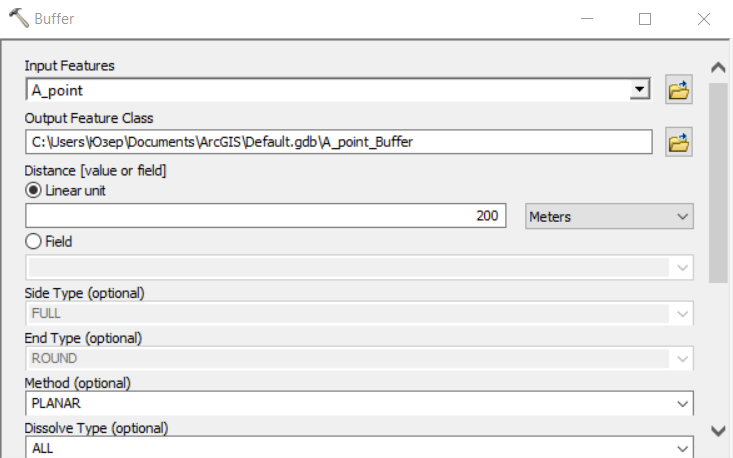 Buffer
Input Features
A_point
Output Feature Class
C:\Users\Юзер\Documents\ArcGIS\Default.gdb\A_point_Buffer
Distance [value or field]
Linear unit
200 Meters
Field
Side Type (optional)
FULL
End Type (optional)
ROUND
Method (optional)
PLANAR
Dissolve Type (optional)
ALL